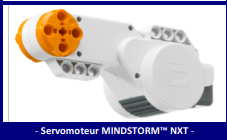 - Servomoteur MINDSTORM™ NXT -